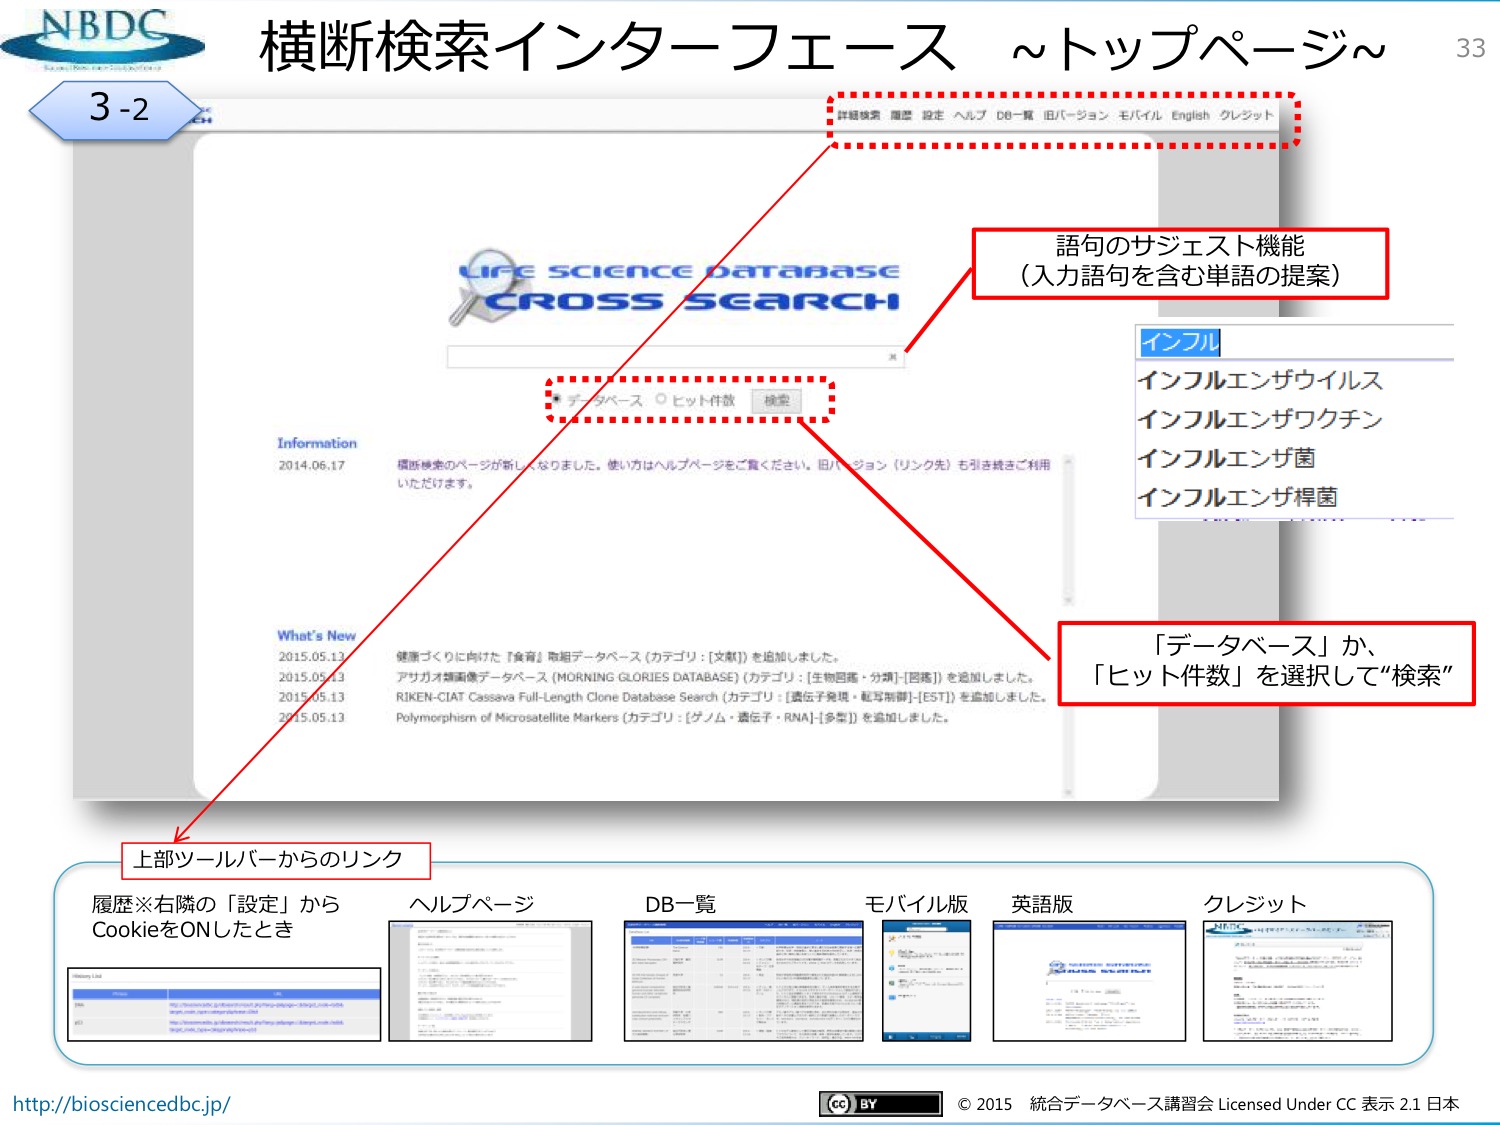 NBDC
横断検索インターフェース　~トップページ~
33
3-2
詳細検索 履歴 設定 ヘルプ DB一覧 旧バージョン モバイル English クレジット
語句のサジェスト機能
（入力語句を含む単語の提案）
LIFE SCIENCE DATABASE
CROSS SEARCH
インフル
インフルエンザウイルス
インフルエンザワクチン
インフルエンザ菌
インフルエンザ桿菌
データベース ヒット件数 検索
Information
2014.06.17 横断検索のページが新しくなりました。使い方はヘルプページをご覧ください。旧バージョン（リンク先）も引き続きご利用
いただけます。
「データベース」か、
「ヒット件数」を選択して“検索”
What's New
2015.05.13 健康づくりに向けた『食育』取組データベース (カテゴリ : [文献]) を追加しました。
2015.05.13 アサガオ類画像データベース (MORNING GLORIES DATABASE) (カテゴリ : [生物図鑑・分類]-[図鑑]) を追加しました。
2015.05.13 RIKEN-CIAT Cassava Full-Length Clone Database Search (カテゴリ : [遺伝子発現・転写制御]-[EST]) を追加しました。
2015.05.13 Polymorphism of Microsatellite Markers (カテゴリ : [ゲノム・遺伝子・RNA]-[多型]) を追加しました。
上部ツールバーからのリンク
履歴※右隣の「設定」から
CookieをONしたとき
ヘルプページ
DB一覧
モバイル版
英語版
クレジット
http://biosciencedbc.jp/
cc BY
© 2015　統合データベース講習会 Licensed Under CC 表示 2.1 日本